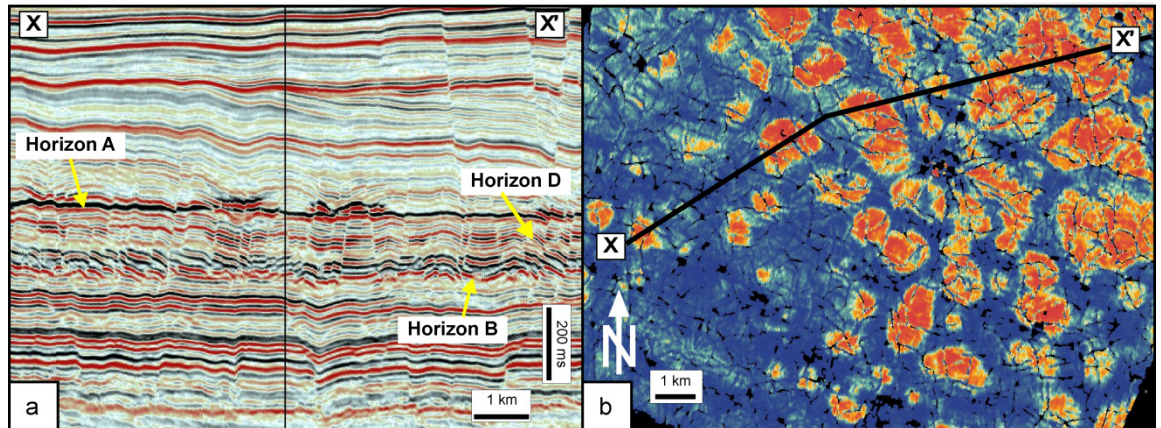 X
X'
Horizon A
Horizon D
Horizon B
200 ms
1 km
a
X'
X
N
1 km
b